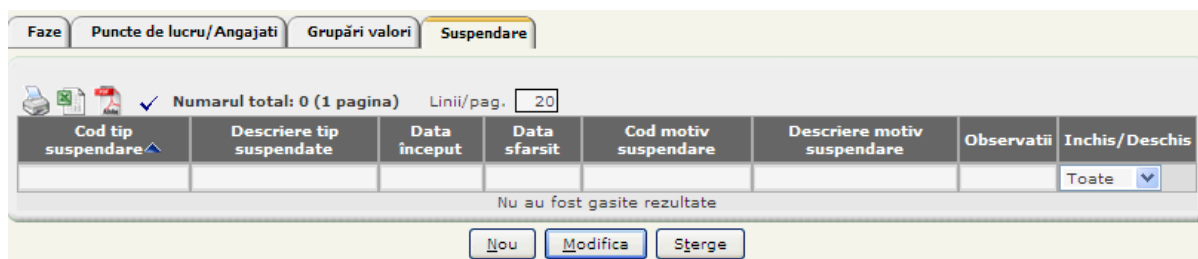 Faze Puncte de lucru/Angajati Grupări valori Suspendare
Numarul total: 0 (1 pagina) Linii/pag. 20
Cod tip suspendare Descriere tip suspendate Data început Data sfarsit Cod motiv suspendare Descriere motiv suspendare Observatii Inchis/Deschis
Toate
Nu au fost gasite rezultate
Nou Modifica Sterge